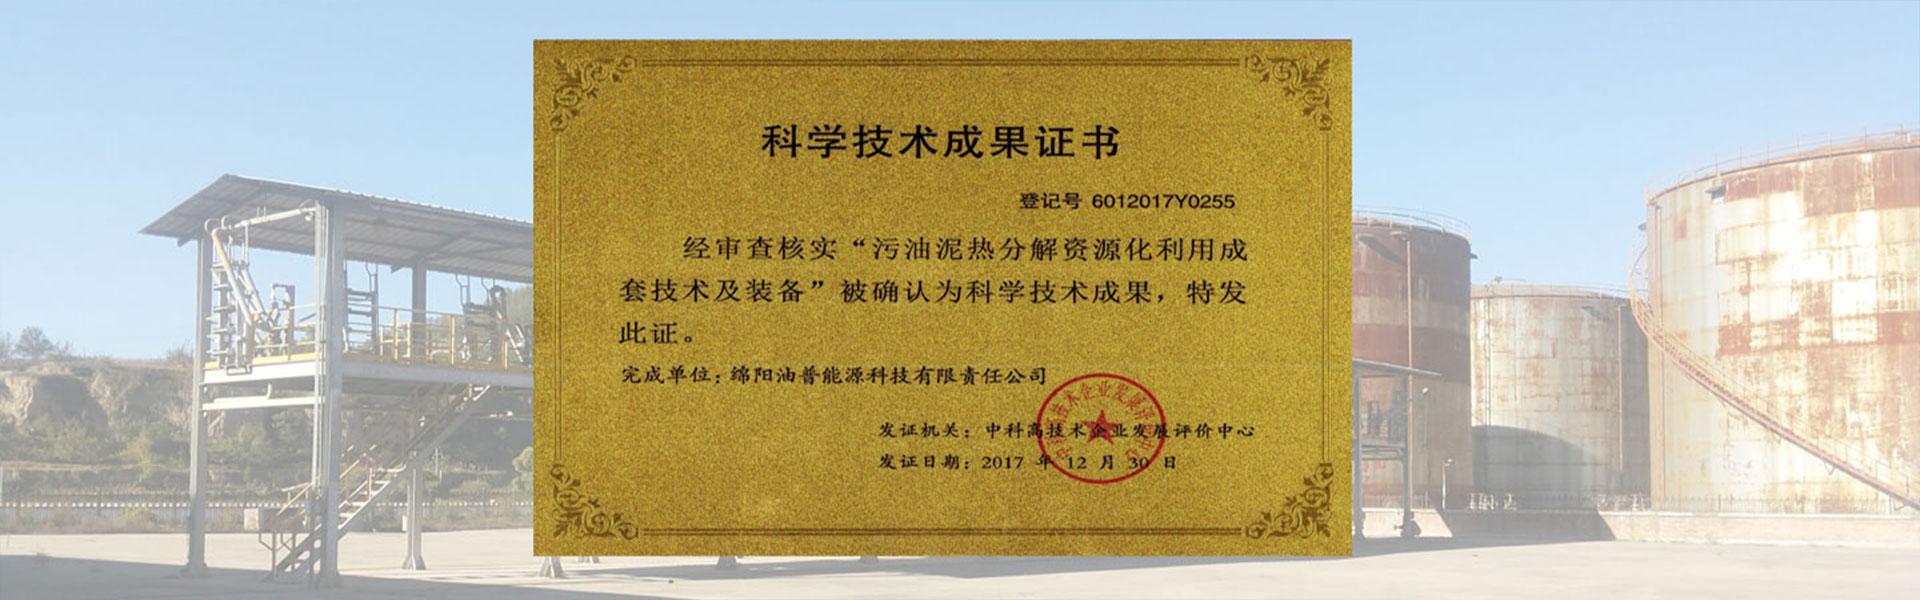 科学技术成果证书
登记号 6012017Y0255
经审查核实“污油泥热分解资源化利用成
套技术及装备”被确认为科学技术成果，特发
此证。
完成单位：绵阳油普能源科技有限责任公司
发证机关：中科高技术企业发展评价中心
发证日期：2017 年 12 月 30 日